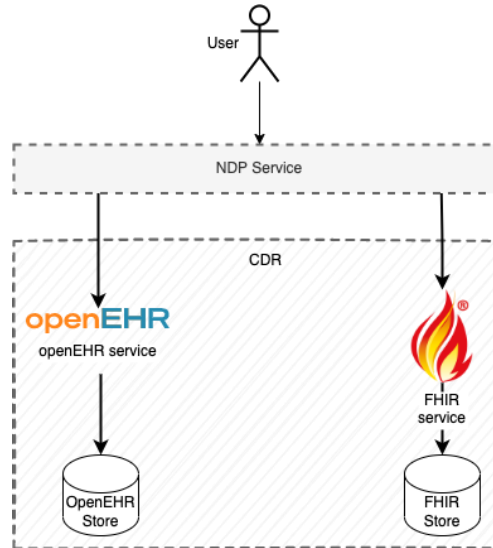 User
NDP Service
CDR
openEHR
®
openEHR service
FHIR
service
OpenEHR
Store
FHIR
Store